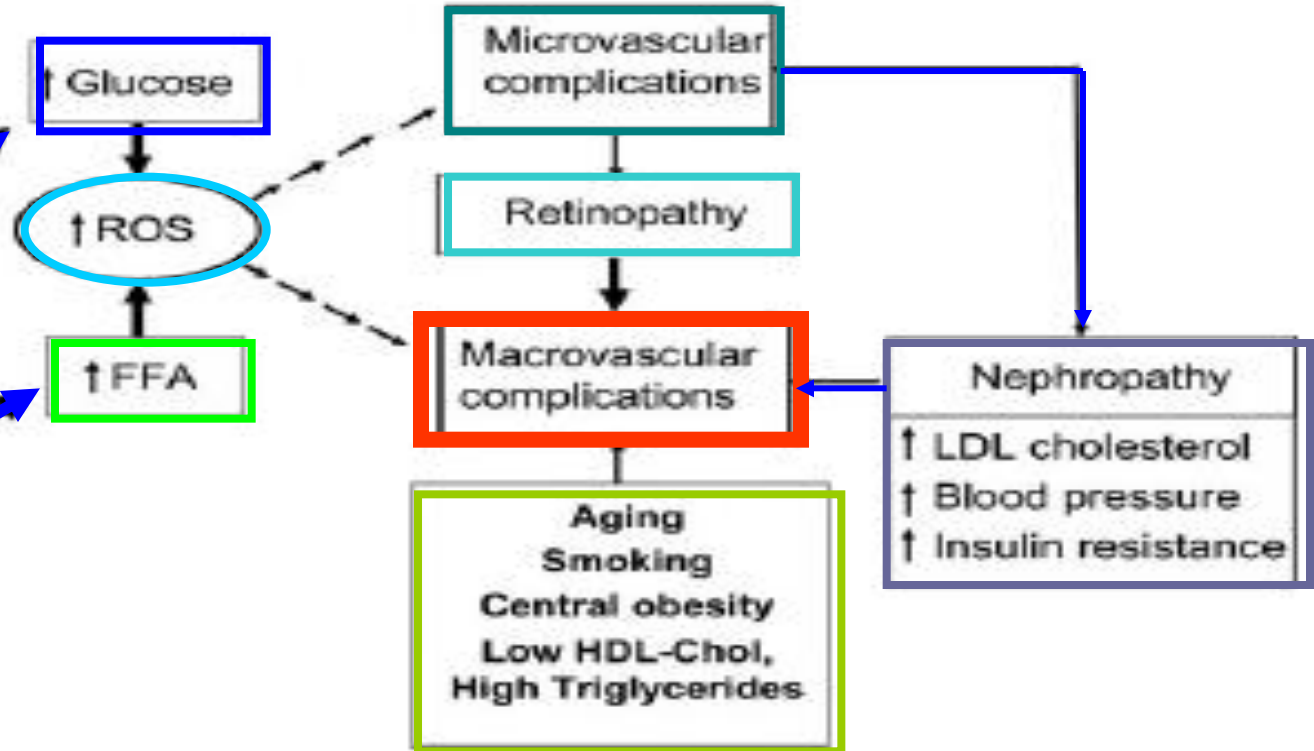 ↑ Glucose
↑ ROS
↑ FFA
Microvascular
complications
Retinopathy
Macrovascular
complications
Aging
Smoking
Central obesity
Low HDL-Chol,
High Triglycerides
Nephropathy
↑ LDL cholesterol
↑ Blood pressure
↑ Insulin resistance